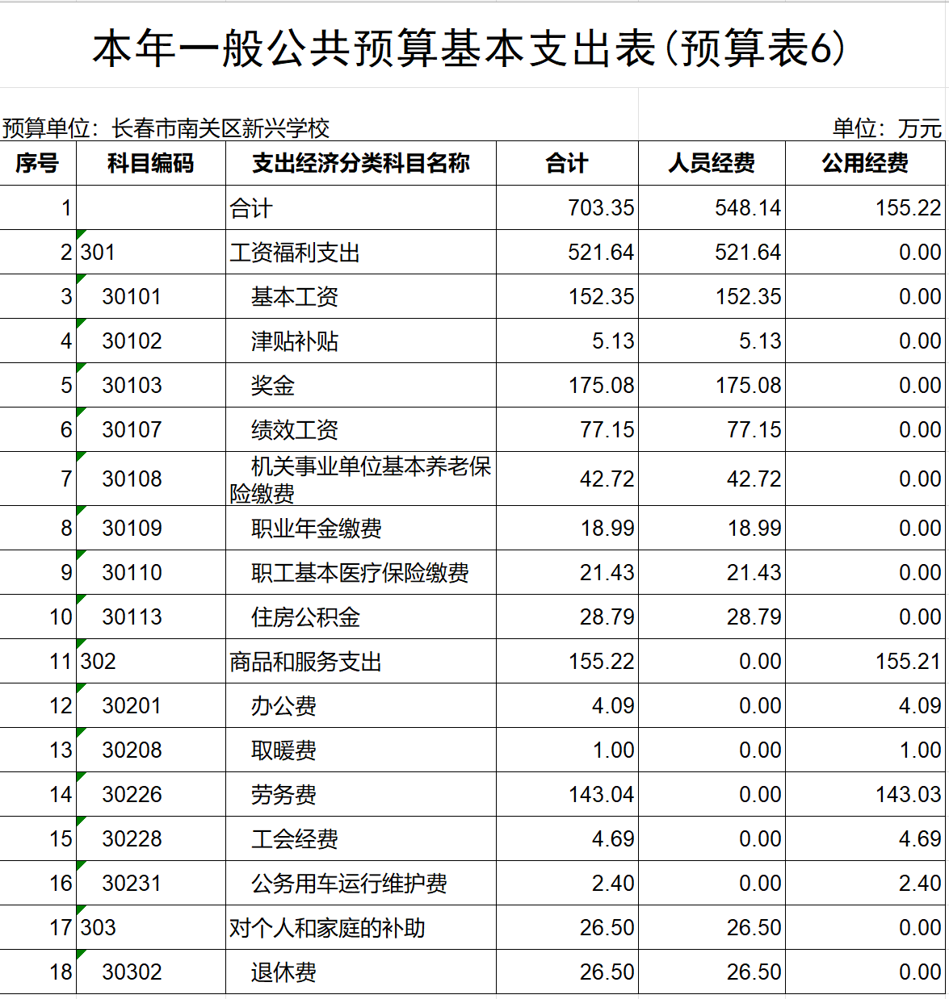 本年一般公共预算基本支出表(预算表6)
预算单位：长春市南关区新兴学校 单位：万元
序号 科目编码 支出经济分类科目名称 合计 人员经费 公用经费
1 合计 703.35 548.14 155.22
2 301 工资福利支出 521.64 521.64 0.00
3 30101 基本工资 152.35 152.35 0.00
4 30102 津贴补贴 5.13 5.13 0.00
5 30103 奖金 175.08 175.08 0.00
6 30107 绩效工资 77.15 77.15 0.00
7 30108 机关事业单位基本养老保
险缴费 42.72 42.72 0.00
8 30109 职业年金缴费 18.99 18.99 0.00
9 30110 职工基本医疗保险缴费 21.43 21.43 0.00
10 30113 住房公积金 28.79 28.79 0.00
11 302 商品和服务支出 155.22 0.00 155.21
12 30201 办公费 4.09 0.00 4.09
13 30208 取暖费 1.00 0.00 1.00
14 30226 劳务费 143.04 0.00 143.03
15 30228 工会经费 4.69 0.00 4.69
16 30231 公务用车运行维护费 2.40 0.00 2.40
17 303 对个人和家庭的补助 26.50 26.50 0.00
18 30302 退休费 26.50 26.50 0.00